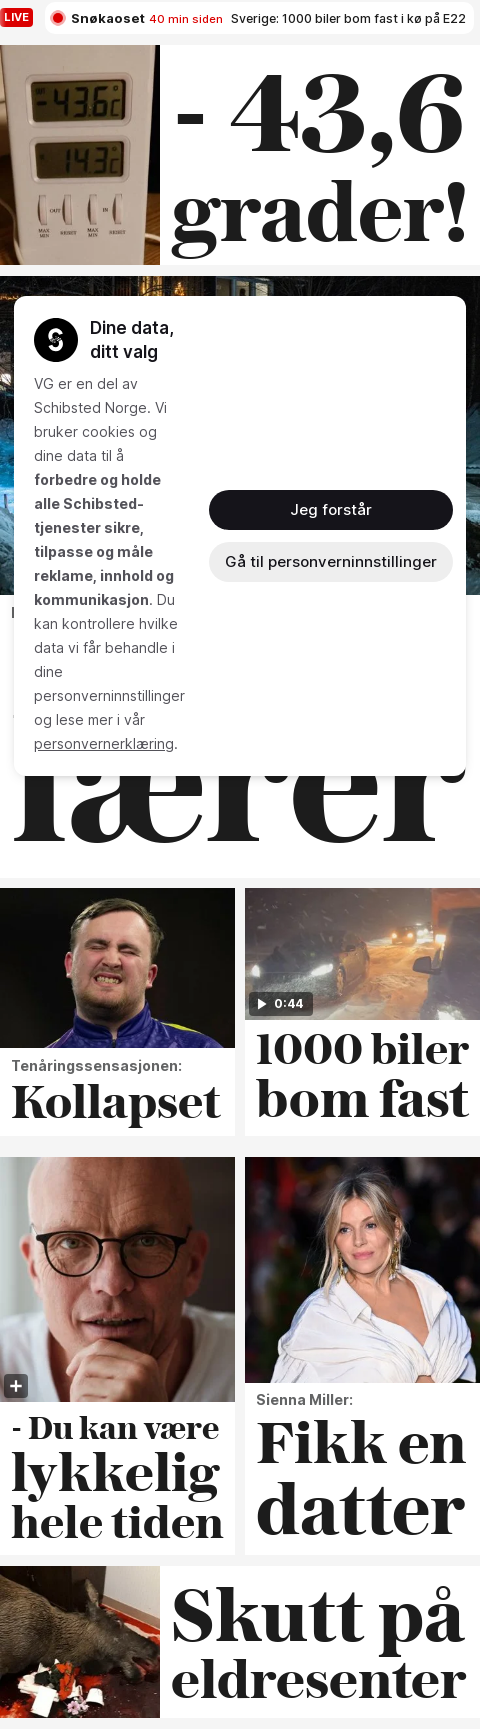 LIVE
Snøkaoset 40 min siden Sverige: 1000 biler bom fast i kø på E22
- 43,6
grader!
-43.6c
14.3c
OUT IN
MAX MIN RESET MAX MIN RESET
Dine data,
ditt valg
VG er en del av
Schibsted Norge. Vi
bruker cookies og
dine data til å
forbedre og holde
alle Schibsted-
tjenester sikre,
tilpasse og måle
reklame, innhold og
kommunikasjon. Du
kan kontrollere hvilke
data vi får behandle i
dine
personverninnstillinger
og lese mer i vår
personvernerklæring.
Jeg forstår
Gå til personverninnstillinger
0:44
Tenåringssensasjonen:
Kollapset
1000 biler
bom fast
- Du kan være
lykkelig
hele tiden
Sienna Miller:
Fikk en
datter
Skutt på
eldresenter